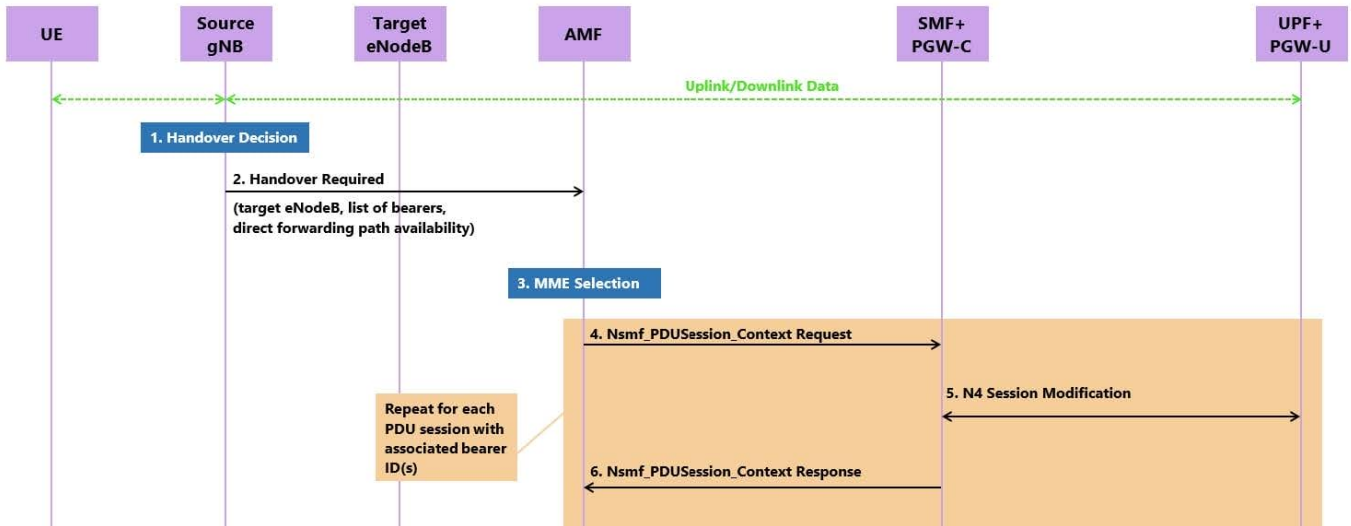 UE
Source
gNB
Target
eNodeB
AMF
SMF+
PGW-C
UPF+
PGW-U
Uplink/Downlink Data
1. Handover Decision
2. Handover Required
(target eNodeB, list of bearers,
direct forwarding path availability)
3. MME Selection
4. Nsmf_PDUSession_Context Request
5. N4 Session Modification
Repeat for each
PDU session with
associated bearer
ID(s)
6. Nsmf_PDUSession_Context Response